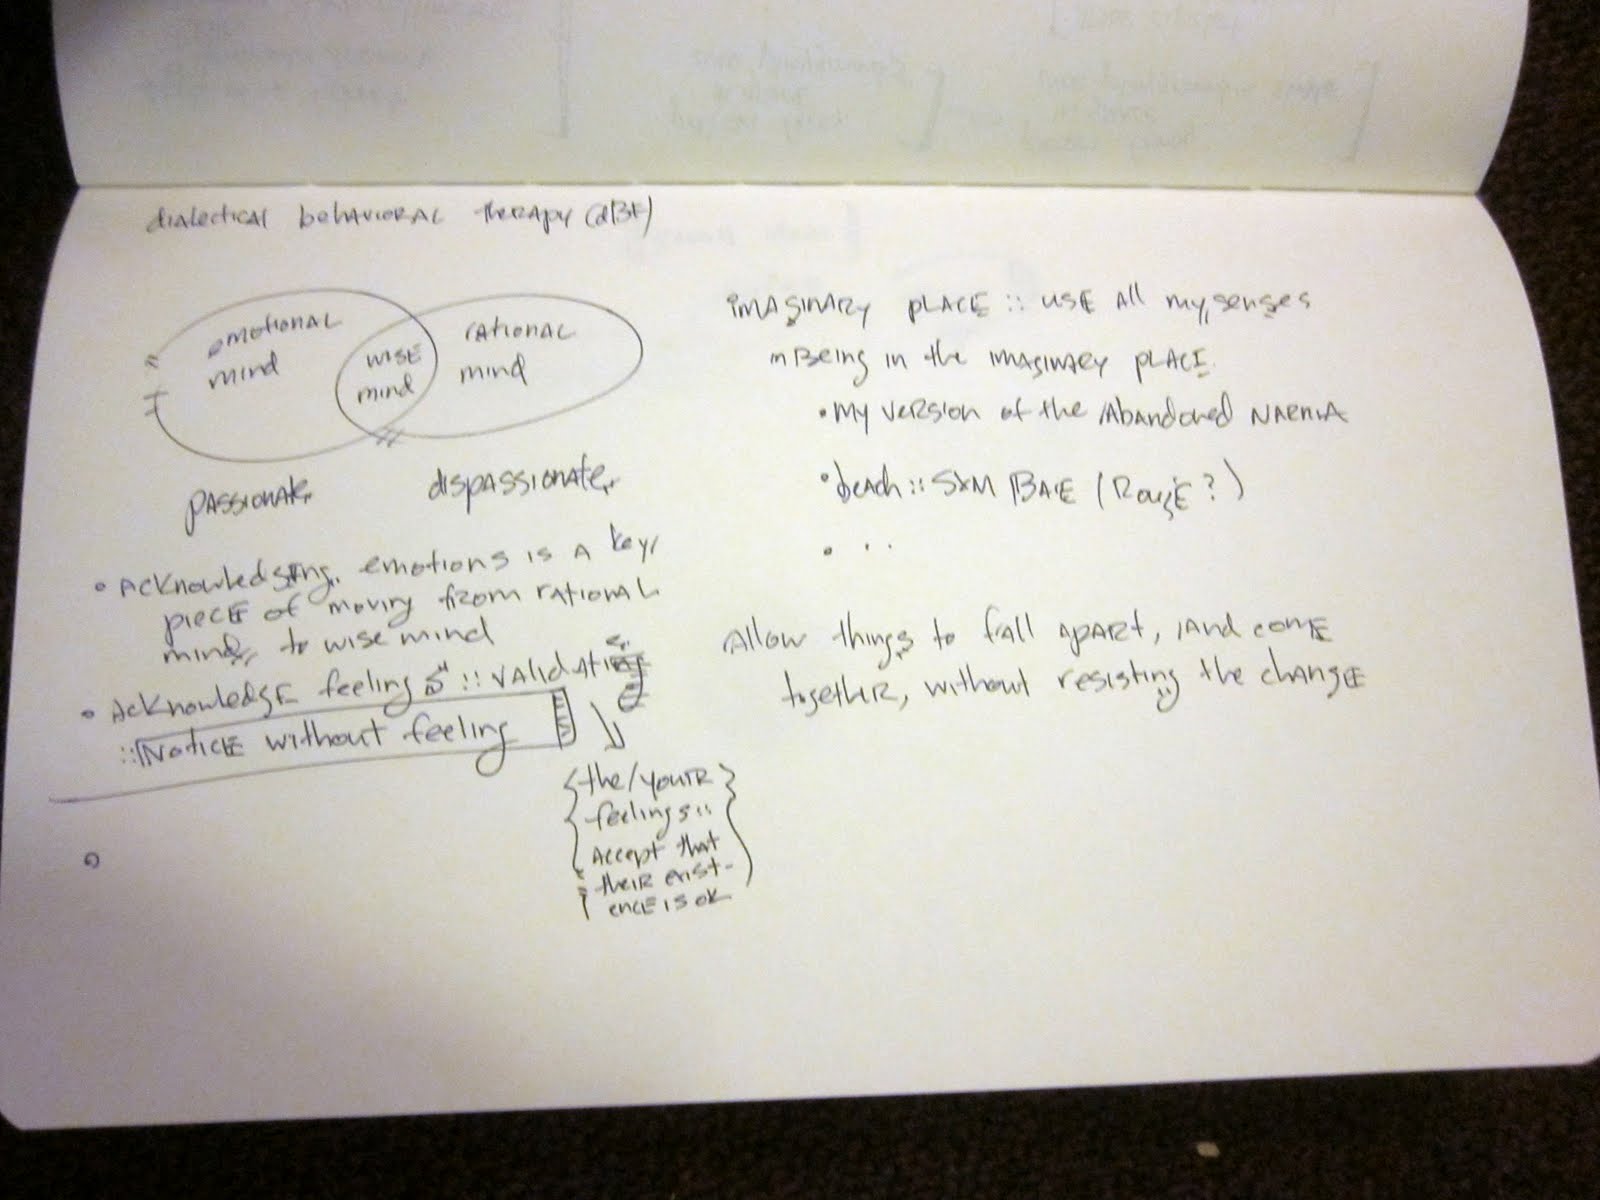 dialectical behavioral therapy (dBt)
emotional
mind
wise
mind
rational
mind
passionate
dispassionate
• Acknowledging emotions is a key
piece of moving from rational
mind to wise mind
• Acknowledge feelings :: validating
:: Notice without feeling
{the/your}
feelings::
Accept that
their exist-
ence is ok
imaginary place :: use all my senses
in Being in the imaginary place
• my version of the Abandoned Narnia
• beach :: SXM Baie (Rouge?)
• ..
Allow things to fall apart, and come
together, without resisting the change